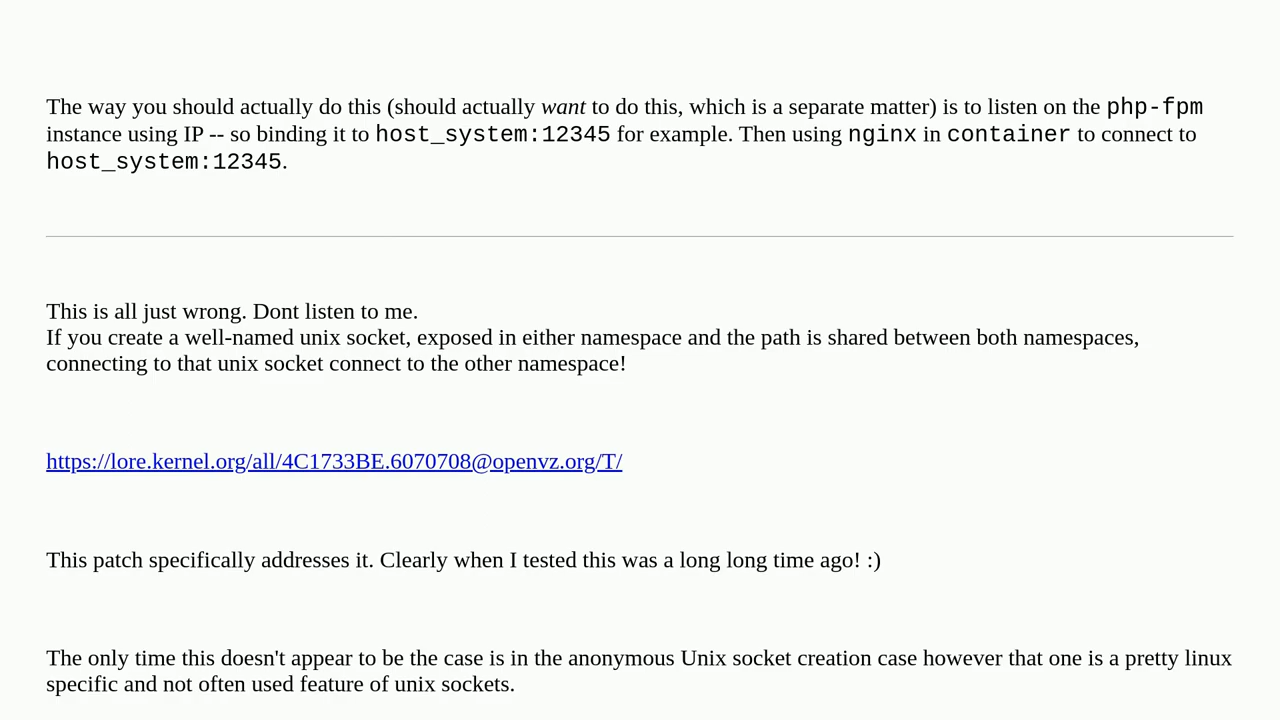 The way you should actually do this (should actually want to do this, which is a separate matter) is to listen on the php-fpm
instance using IP -- so binding it to host_system:12345 for example. Then using nginx in container to connect to
host_system:12345.
This is all just wrong. Dont listen to me.
If you create a well-named unix socket, exposed in either namespace and the path is shared between both namespaces,
connecting to that unix socket connect to the other namespace!
https://lore.kernel.org/all/4C1733BE.6070708@openvz.org/T/
This patch specifically addresses it. Clearly when I tested this was a long long time ago! :)
The only time this doesn't appear to be the case is in the anonymous Unix socket creation case however that one is a pretty linux
specific and not often used feature of unix sockets.